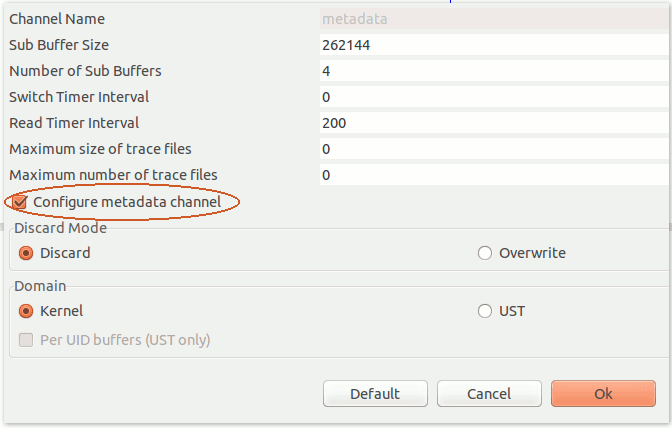 Channel Name metadata
Sub Buffer Size 262144
Number of Sub Buffers 4
Switch Timer Interval 0
Read Timer Interval 200
Maximum size of trace files 0
Maximum number of trace files 0
Configure metadata channel
Discard Mode
Discard Overwrite
Domain
Kernel UST
Per UID buffers (UST only)
Default Cancel Ok